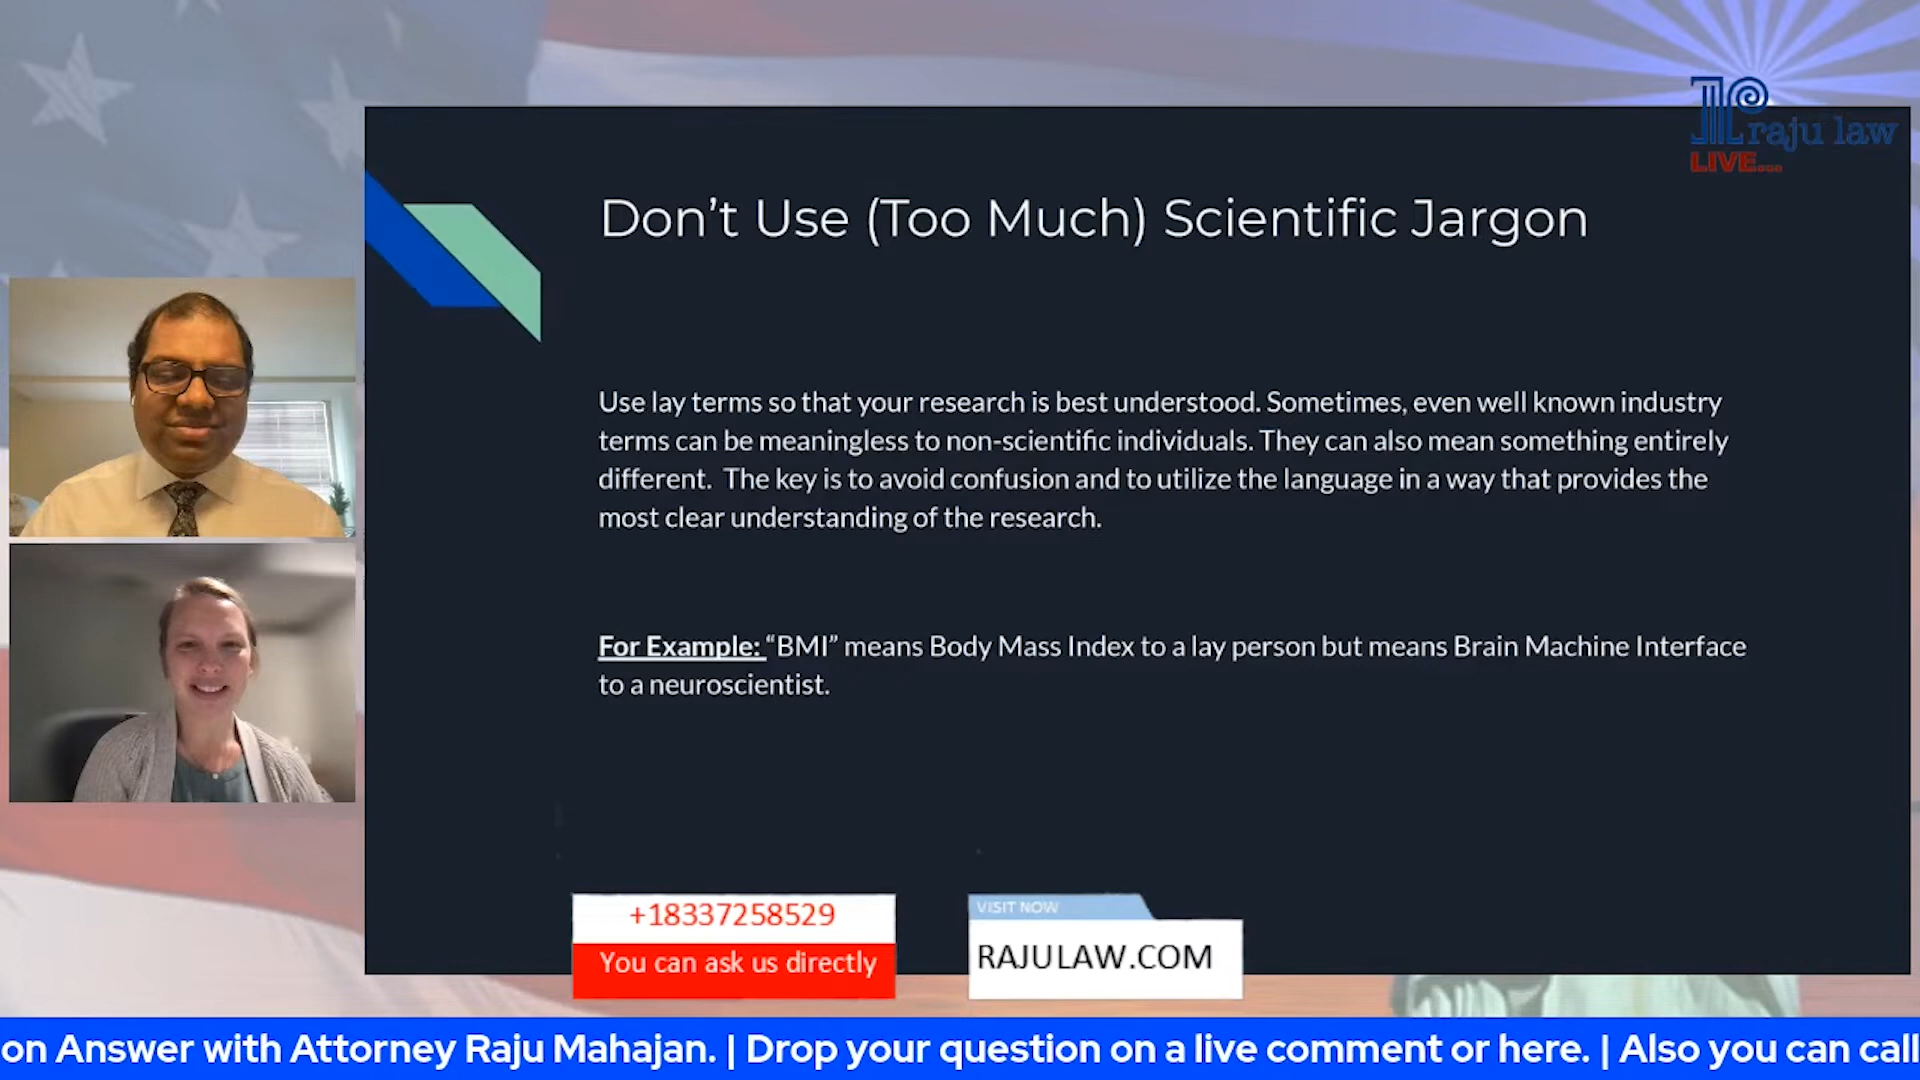 raju law
LIVE...
Don't Use (Too Much) Scientific Jargon
Use lay terms so that your research is best understood. Sometimes, even well known industry
terms can be meaningless to non-scientific individuals. They can also mean something entirely
different.  The key is to avoid confusion and to utilize the language in a way that provides the
most clear understanding of the research.
For Example: “BMI” means Body Mass Index to a lay person but means Brain Machine Interface
to a neuroscientist.
+18337258529
You can ask us directly
VISIT NOW
RAJULAW.COM
on Answer with Attorney Raju Mahajan. | Drop your question on a live comment or here. | Also you can call